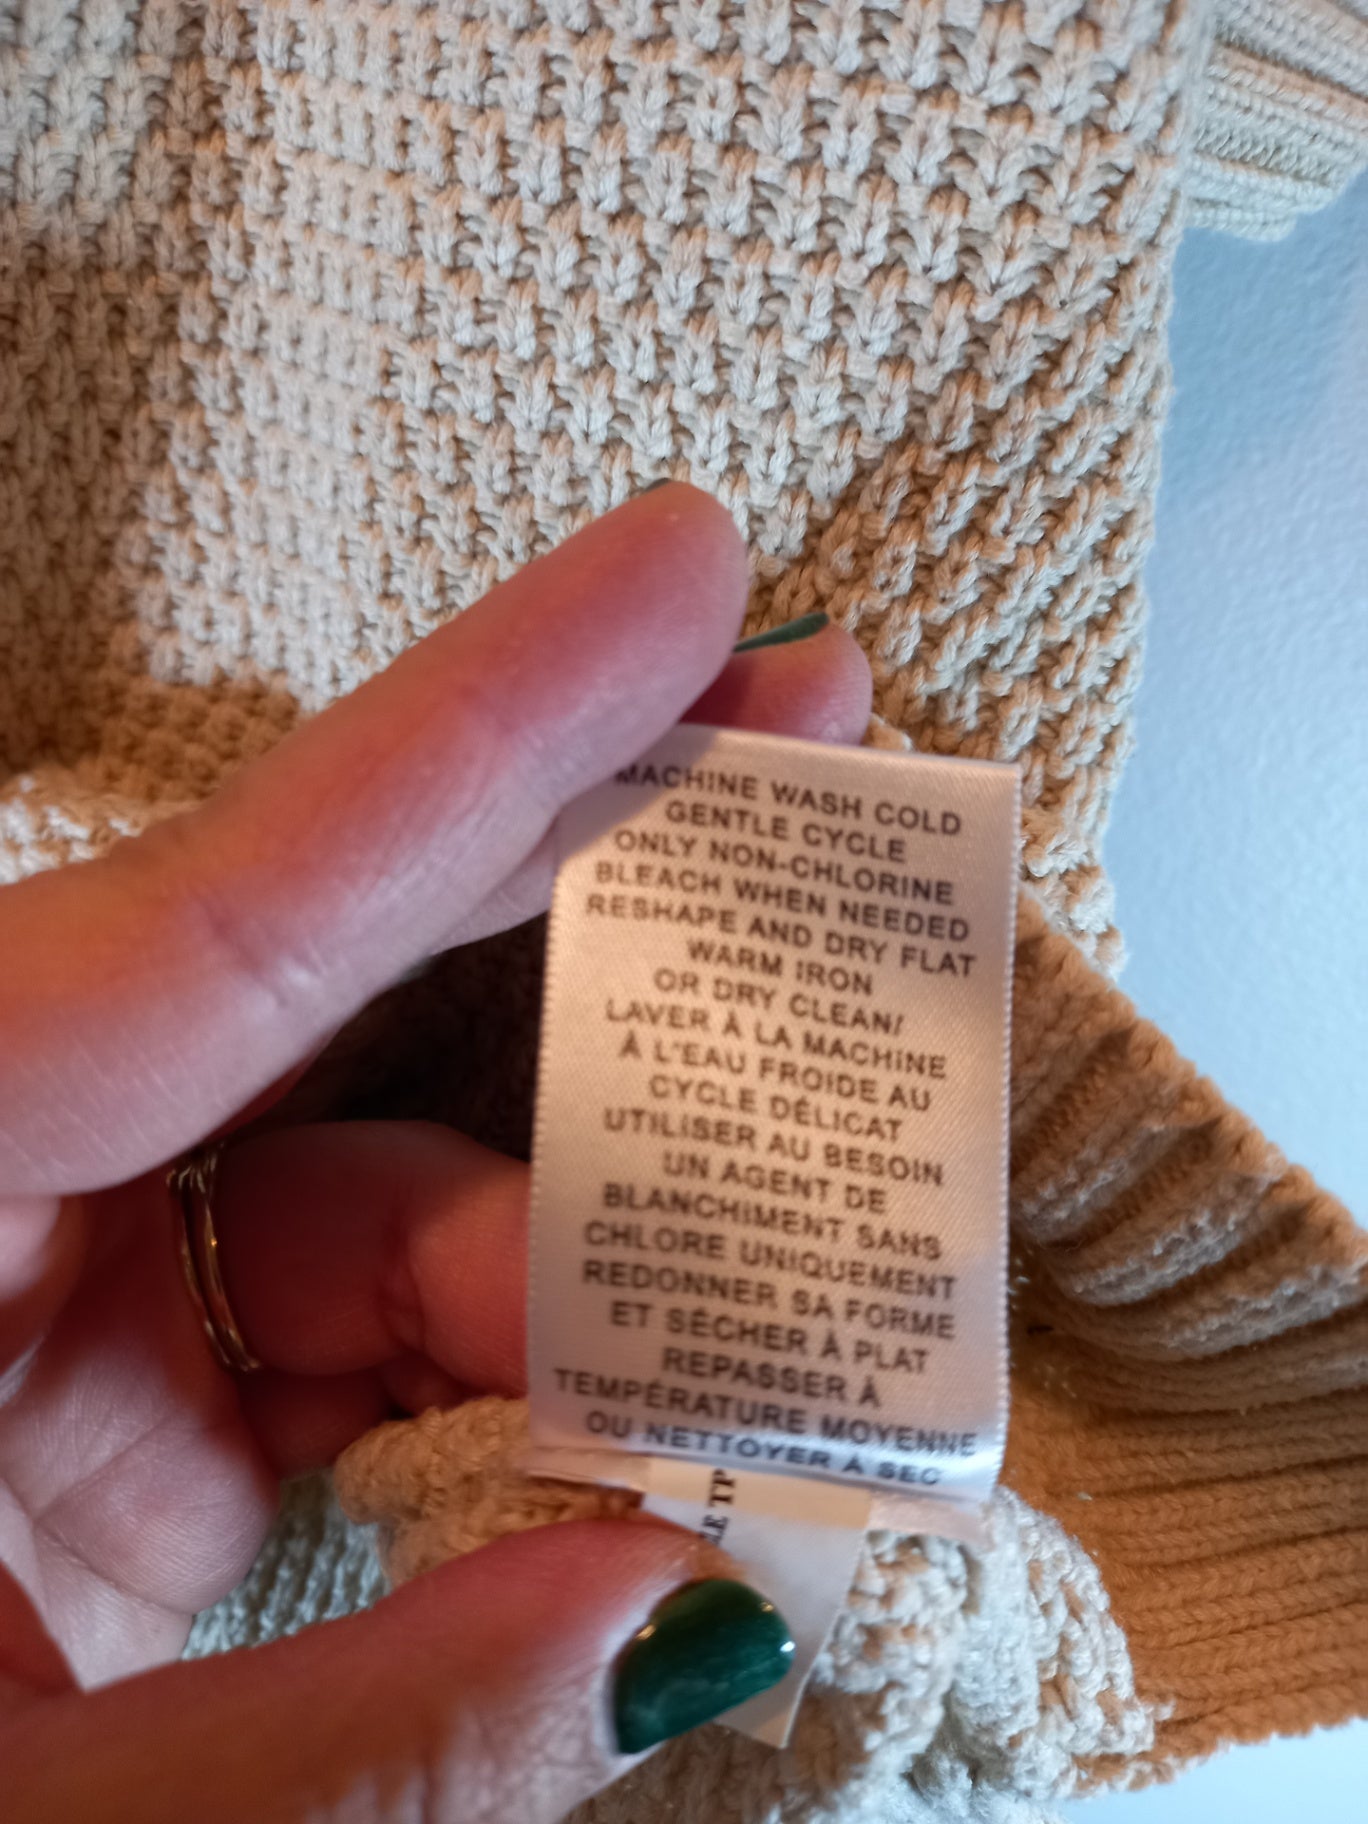 MACHINE WASH COLD
GENTLE CYCLE
ONLY NON-CHLORINE
BLEACH WHEN NEEDED
RESHAPE AND DRY FLAT
WARM IRON
OR DRY CLEAN/
LAVER À LA MACHINE
À L'EAU FROIDE AU
CYCLE DÉLICAT
UTILISER AU BESOIN
UN AGENT DE
BLANCHIMENT SANS
CHLORE UNIQUEMENT
REDONNER SA FORME
ET SÉCHER À PLAT
REPASSER À
TEMPÉRATURE MOYENNE
OU NETTOYER À SEC